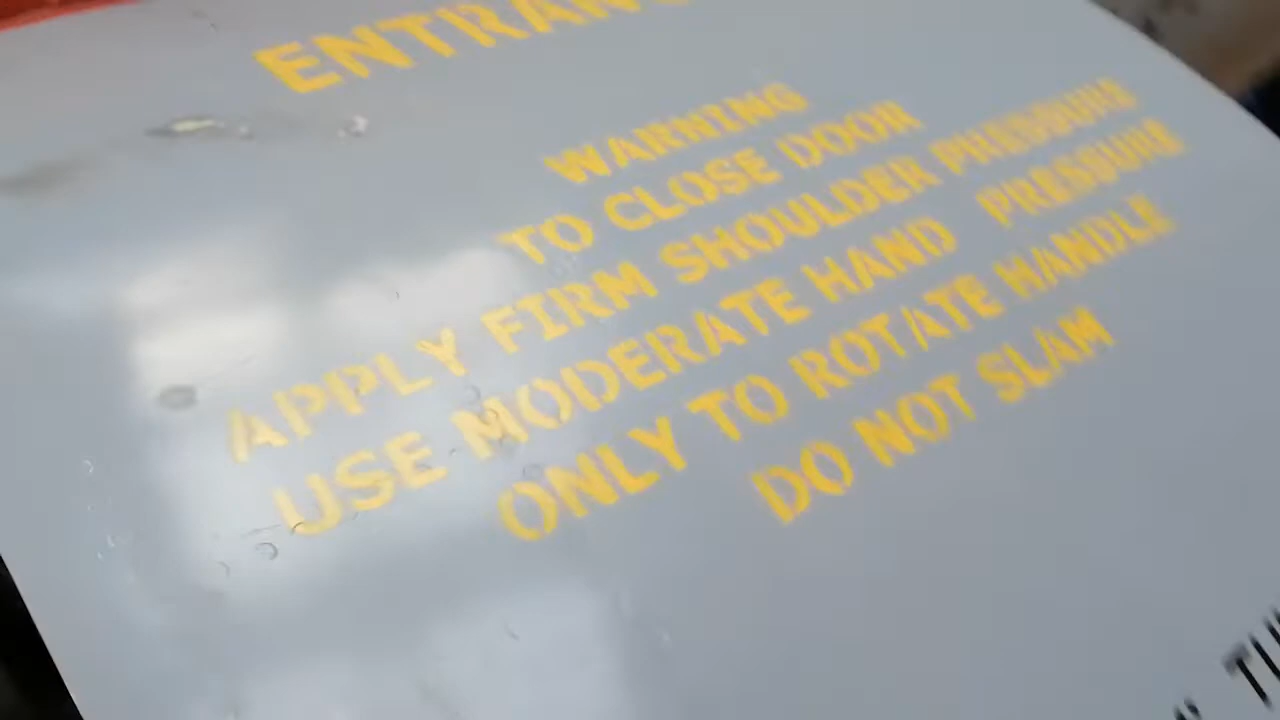 WARNING
TO CLOSE DOOR
APPLY FIRM SHOULDER PRESSURE
USE MODERATE HAND PRESSURE
ONLY TO ROTATE HANDLE
DO NOT SLAM